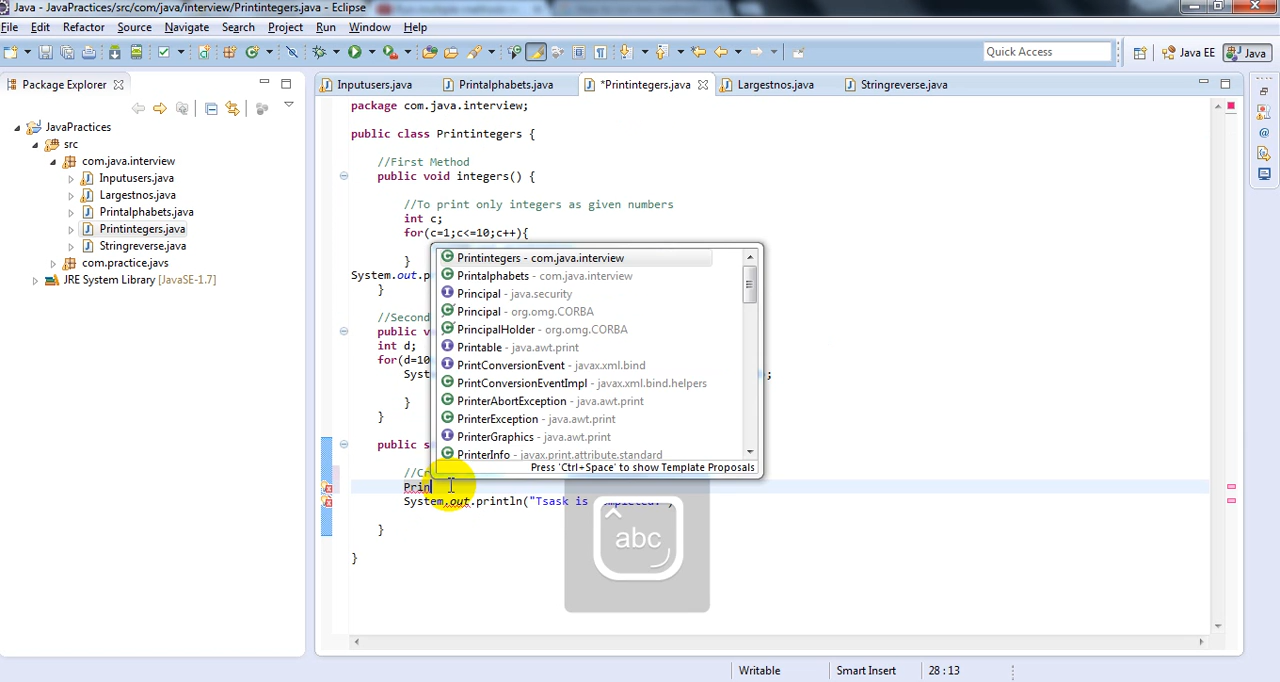 Java - JavaPractices/src/com/java/interview/Printintegers.java - Eclipse
File Edit Refactor Source Navigate Search Project Run Window Help
Quick Access Java EE Java
Package Explorer
Inputusers.java Printalphabets.java *Printintegers.java Largestnos.java Stringreverse.java
JavaPractices
src
com.java.interview
Inputusers.java
Largestnos.java
Printalphabets.java
Printintegers.java
Stringreverse.java
com.practice.javs
JRE System Library [JavaSE-1.7]
package com.java.interview;
public class Printintegers {
//First Method
public void integers() {
//To print only integers as given numbers
int c;
for(c=1;c<=10;c++){
}
System.out.p
}
//Second
public v
int d;
for(d=10
Syst
;
}
}
public s
//Cr
Prin
System.out.println("Tsask is
}
}
Printintegers - com.java.interview
Printalphabets - com.java.interview
Principal - java.security
Principal - org.omg.CORBA
PrincipalHolder - org.omg.CORBA
Printable - java.awt.print
PrintConversionEvent - javax.xml.bind
PrintConversionEventImpl - javax.xml.bind.helpers
PrinterAbortException - java.awt.print
PrinterException - java.awt.print
PrinterGraphics - java.awt.print
PrinterInfo - javax.print.attribute.standard
Press 'Ctrl+Space' to show Template Proposals
abc
Writable Smart Insert 28 : 13